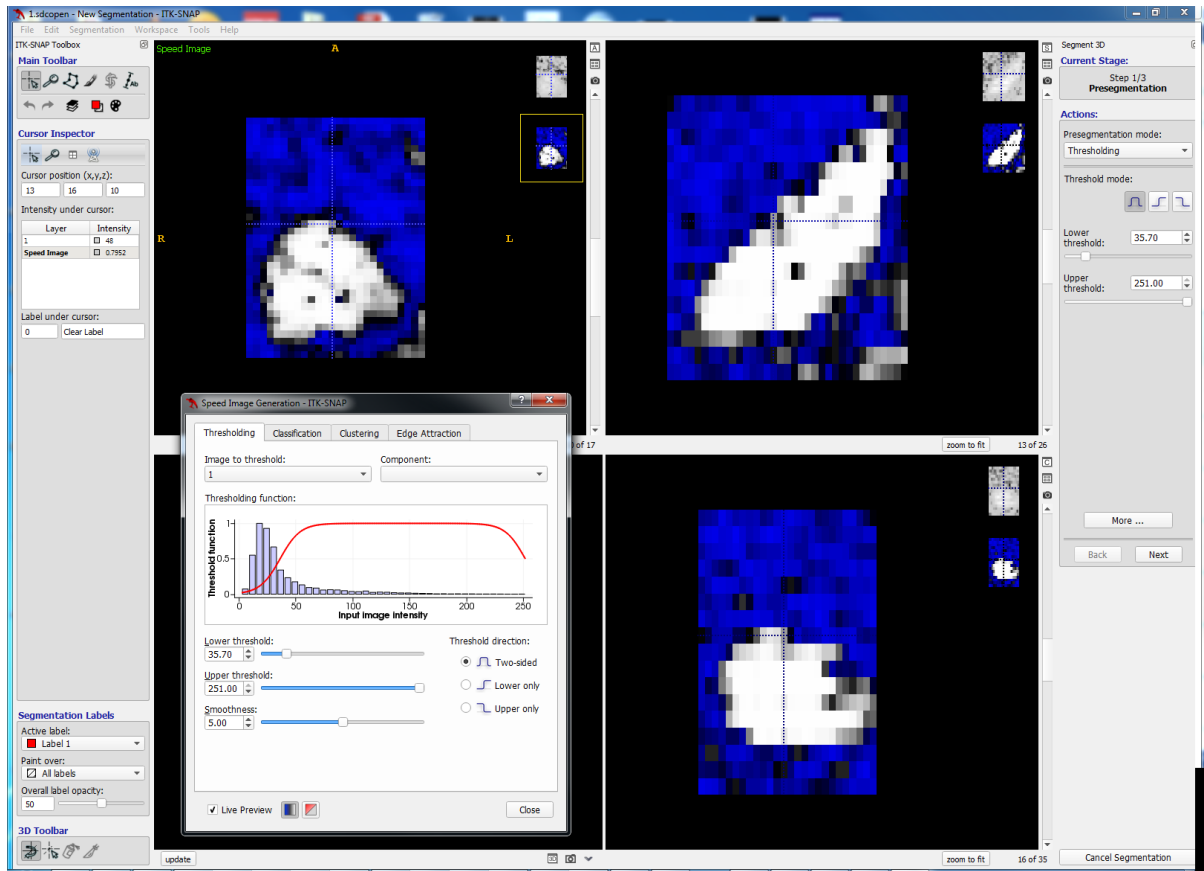 1.sdcopen - New Segmentation - ITK-SNAP
File Edit Segmentation Workspace Tools Help
ITK-SNAP Toolbox
Main Toolbar
Cursor Inspector
Cursor position (x,y,z):
13 16 10
Intensity under cursor:
Layer Intensity
1 48
Speed Image 0.7952
Label under cursor:
0 Clear Label
Segmentation Labels
Active label:
Label 1
Paint over:
All labels
Overall label opacity:
50
3D Toolbar
Speed Image
A
R
L
of 17
A
S
zoom to fit 13 of 26
C
update
3D
zoom to fit 16 of 35
Speed Image Generation - ITK-SNAP
Thresholding Classification Clustering Edge Attraction
Image to threshold: Component:
1
Thresholding function:
Threshold function
1
0.5
0
0 50 100 150 200 250
Input image intensity
Lower threshold:
35.70
Upper threshold:
251.00
Smoothness:
5.00
Threshold direction:
Two-sided
Lower only
Upper only
Live Preview
Close
Segment 3D
Current Stage:
Step 1/3
Presegmentation
Actions:
Presegmentation mode:
Thresholding
Threshold mode:
Lower
threshold: 35.70
Upper
threshold: 251.00
More ...
Back Next
Cancel Segmentation